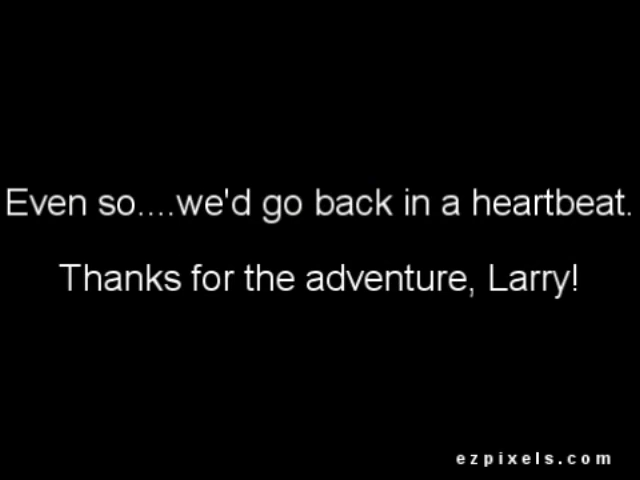 Even so....we'd go back in a heartbeat.
Thanks for the adventure, Larry!
ezpixels.com